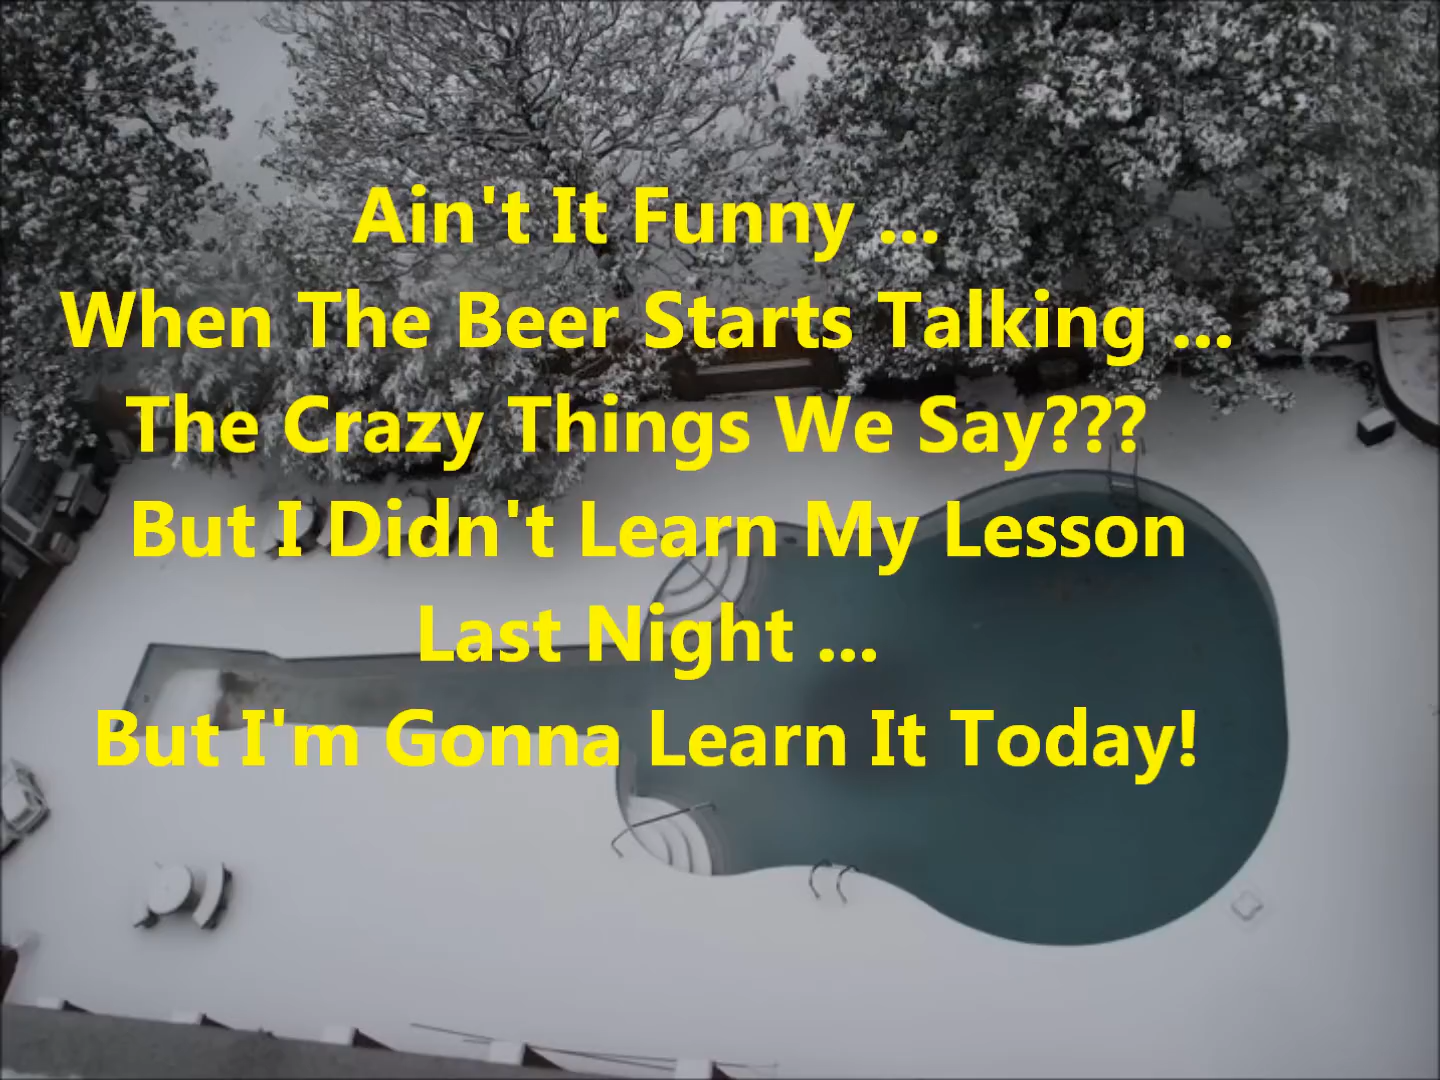 Ain't It Funny ...
When The Beer Starts Talking ...
The Crazy Things We Say???
But I Didn't Learn My Lesson
Last Night ...
But I'm Gonna Learn It Today!